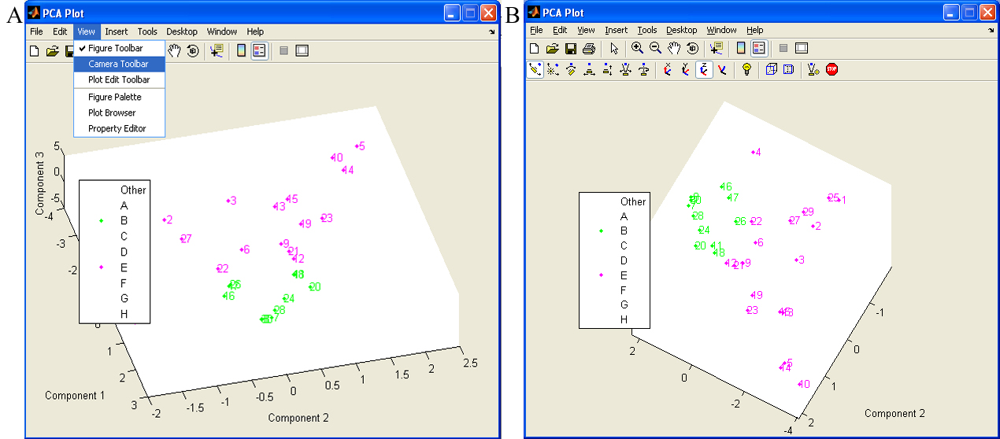 A
PCA Plot
File Edit View Insert Tools Desktop Window Help
Figure Toolbar
Camera Toolbar
Plot Edit Toolbar
Figure Palette
Plot Browser
Property Editor
Component 3
5
0
-5
-4
-3
-2
0
1
2
3
Component 1
-2 -1.5 -1 -0.5 0 0.5 1 1.5 2 2.5
Component 2
Other
A
B
C
D
E
F
G
H
5
10
14
3
15
13
2
19
23
27
9
6
21
12
22
18
20
16
24
28
7
B
PCA Plot
File Edit View Insert Tools Desktop Window Help
STOP
Other
A
B
C
D
E
F
G
H
4
16
17
25
1
29
7
28
26
22
27
2
24
20
11
18
6
12
21
9
3
19
23
5
14
10
2
0
-2
-4
-1
0
1
2
Component 2